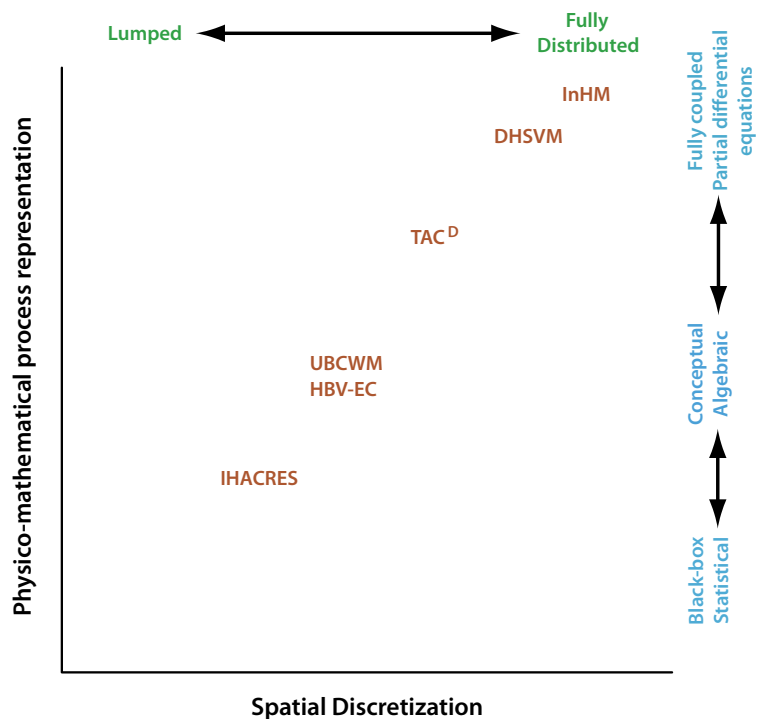 Lumped
Fully
Distributed
InHM
DHSVM
TAC D
UBCWM
HBV-EC
IHACRES
Physico-mathematical process representation
Spatial Discretization
Fully coupled
Partial differential
equations
Conceptual
Algebraic
Black-box
Statistical